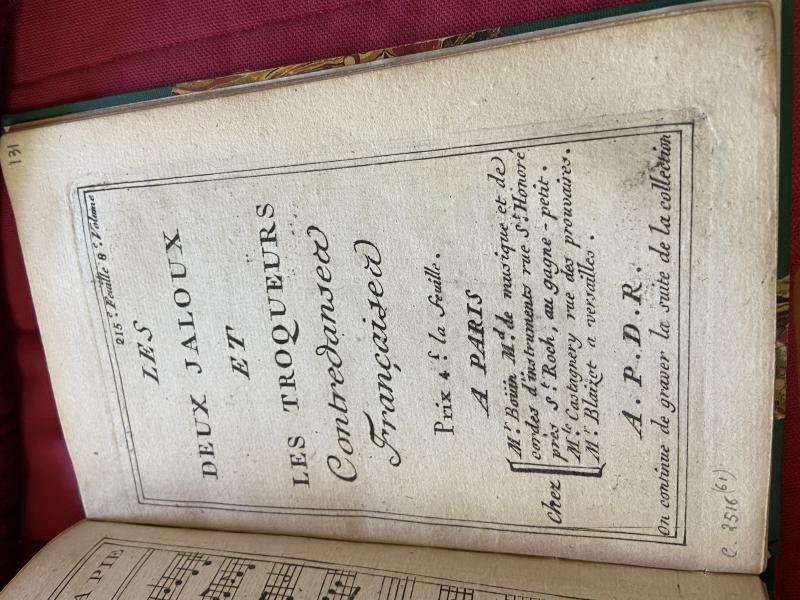 131
215.e Feuille 8.e Volume
LES
DEUX JALOUX
ET
LES TROQUEURS
Contredanses
Françaises
Prix 4.f la feuille.
A PARIS
Chez
M.r Boüin M.d de musique et de
cordes d'instruments rue S.t Honoré
près S.t Roch, au gagne-petit.
M.lle Castagnery rue des prouvaires.
M.r Blaizot a versailles.
A. P. D. R.
On continue de graver la suite de la collection
C. 2516 (61)
A PIE